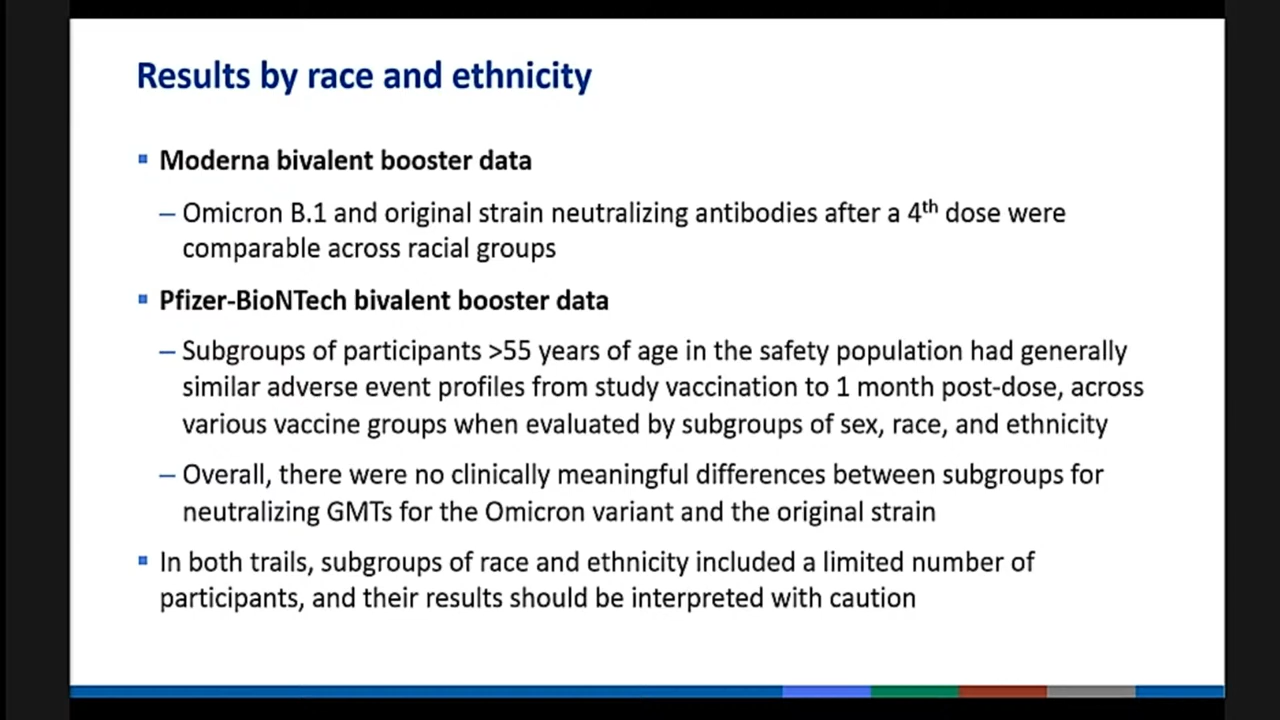 Results by race and ethnicity
▪ Moderna bivalent booster data
– Omicron B.1 and original strain neutralizing antibodies after a 4th dose were
comparable across racial groups
▪ Pfizer-BioNTech bivalent booster data
– Subgroups of participants >55 years of age in the safety population had generally
similar adverse event profiles from study vaccination to 1 month post-dose, across
various vaccine groups when evaluated by subgroups of sex, race, and ethnicity
– Overall, there were no clinically meaningful differences between subgroups for
neutralizing GMTs for the Omicron variant and the original strain
▪ In both trails, subgroups of race and ethnicity included a limited number of
participants, and their results should be interpreted with caution